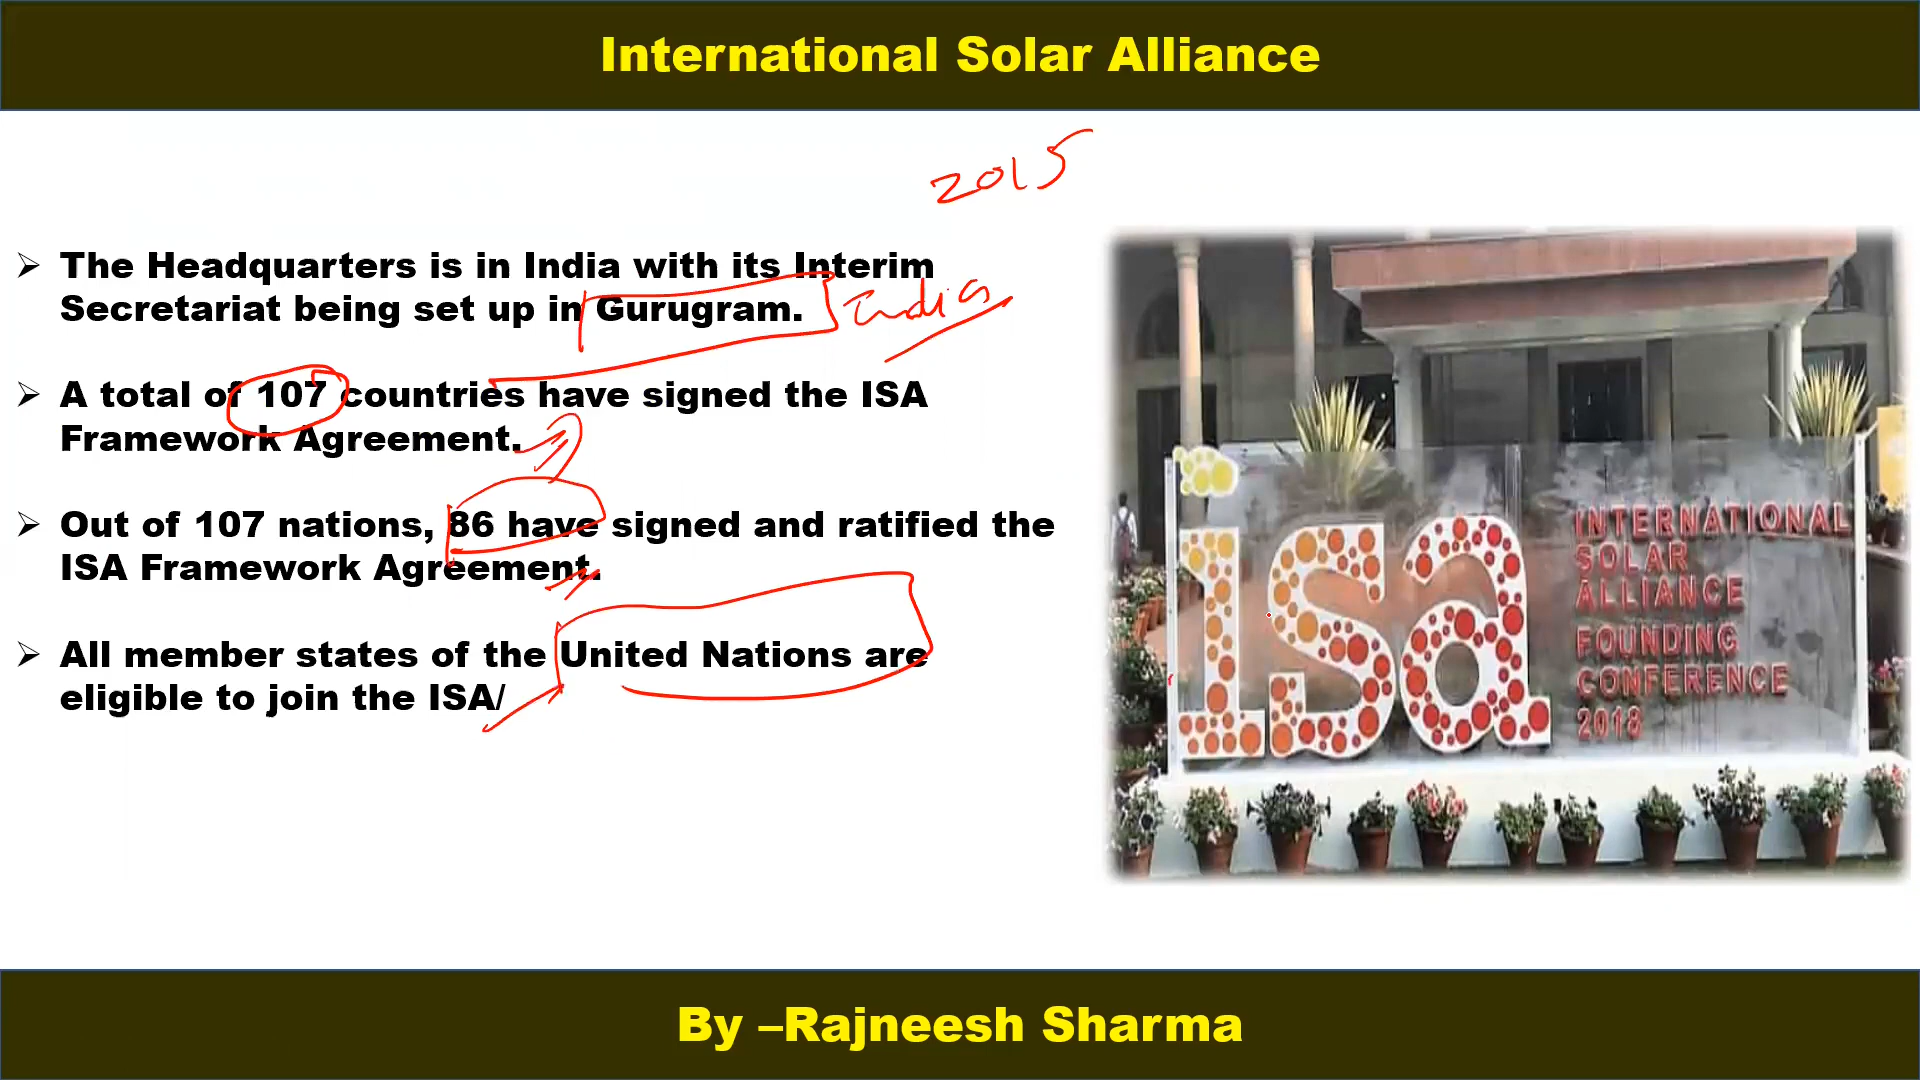 International Solar Alliance
2015
➢ The Headquarters is in India with its Interim
Secretariat being set up in Gurugram. India
➢ A total of 107 countries have signed the ISA
Framework Agreement.
➢ Out of 107 nations, 86 have signed and ratified the
ISA Framework Agreement.
➢ All member states of the United Nations are
eligible to join the ISA/
isa
INTERNATIONAL
SOLAR
ALLIANCE
FOUNDING
CONFERENCE
2018
By –Rajneesh Sharma